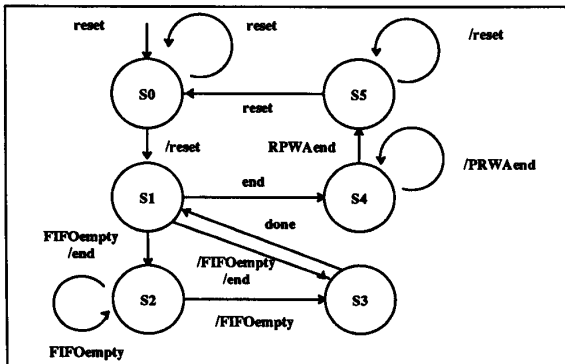 reset
reset
/reset
S0
S5
reset
/reset
RPWAend
/PRWAend
S1
end
S4
done
FIFOempty
/end
/FIFOempty
/end
S2
S3
/FIFOempty
FIFOempty